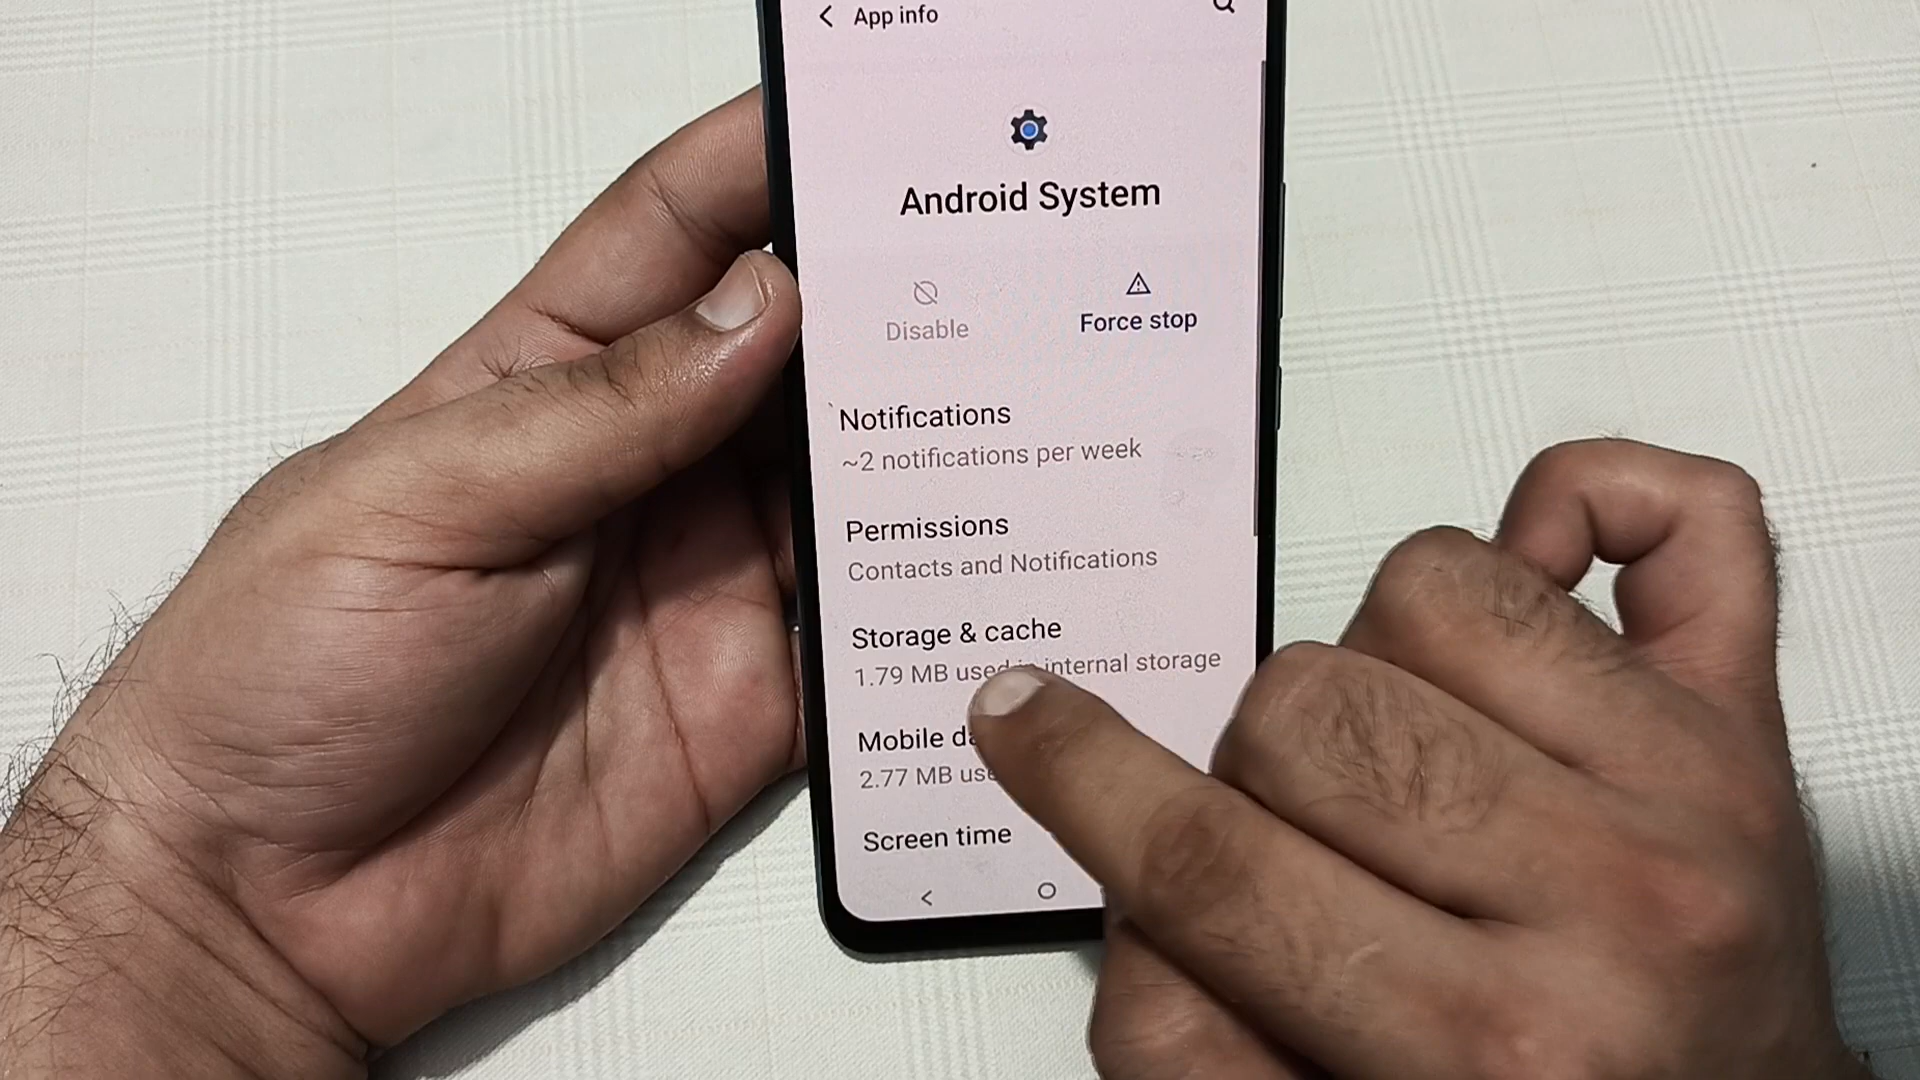 App info
Android System
Disable
Force stop
Notifications
~2 notifications per week
Permissions
Contacts and Notifications
Storage & cache
1.79 MB used internal storage
Mobile
2.77 MB
Screen time